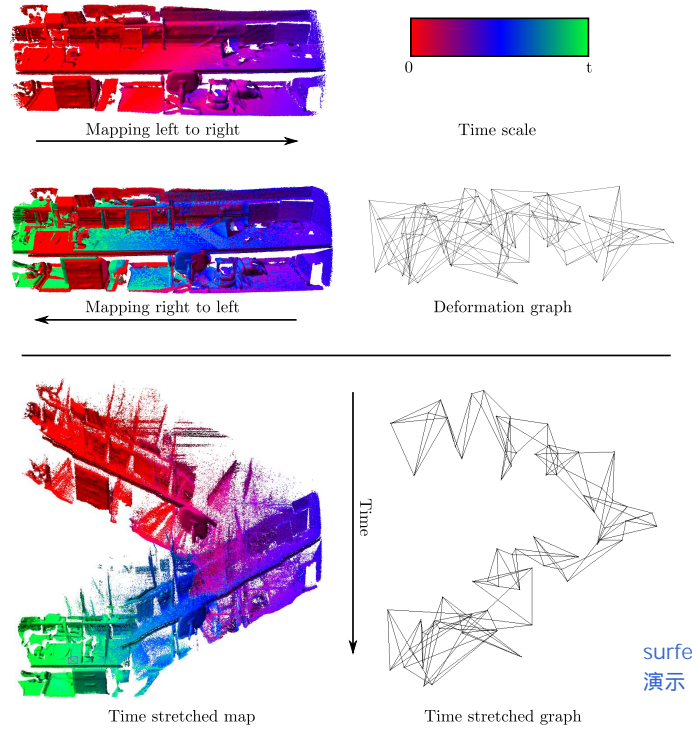 0
t
Mapping left to right
Time scale
Mapping right to left
Deformation graph
Time
surfe
演示
Time stretched map
Time stretched graph